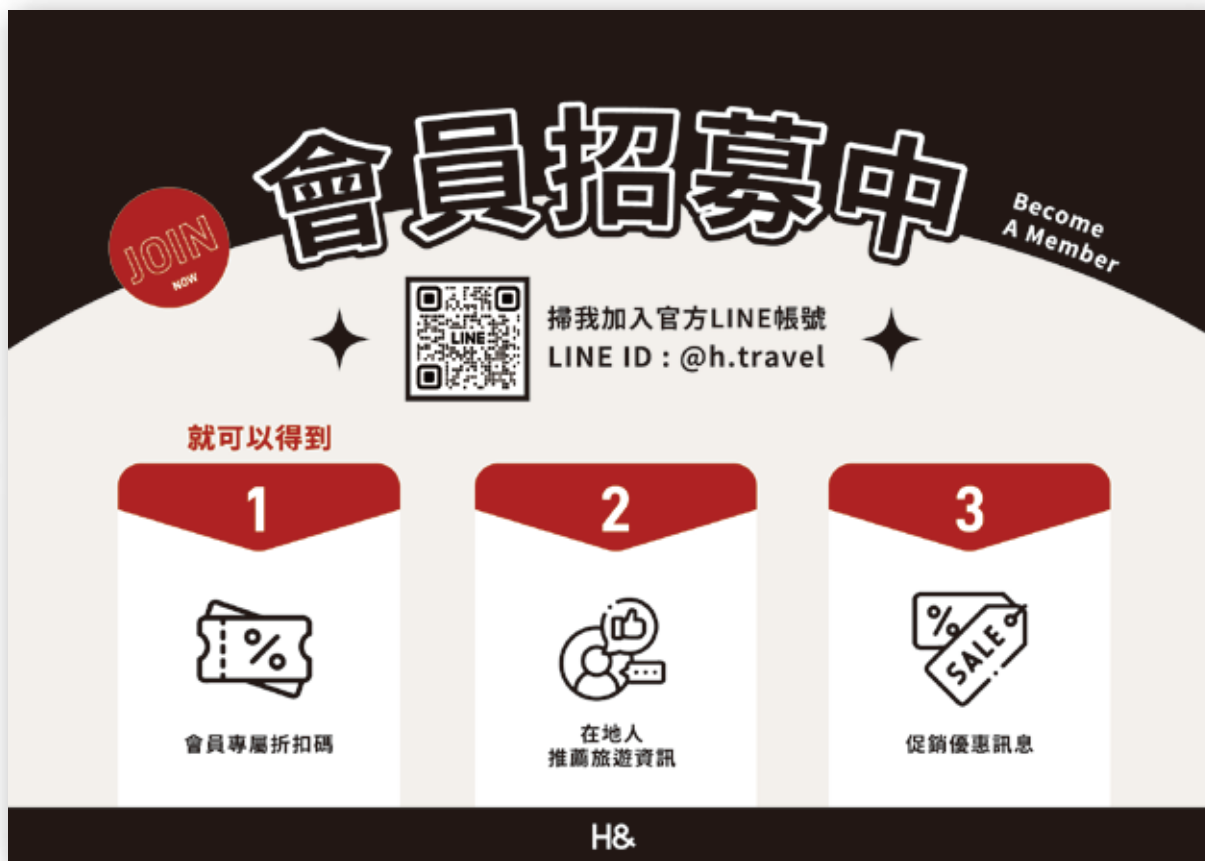 會員招募中
JOIN
NOW
Become
A Member
LINE
掃我加入官方LINE帳號
LINE ID : @h.travel
就可以得到
1
%
會員專屬折扣碼
2
在地人
推薦旅遊資訊
3
%
SALE
促銷優惠訊息
H&